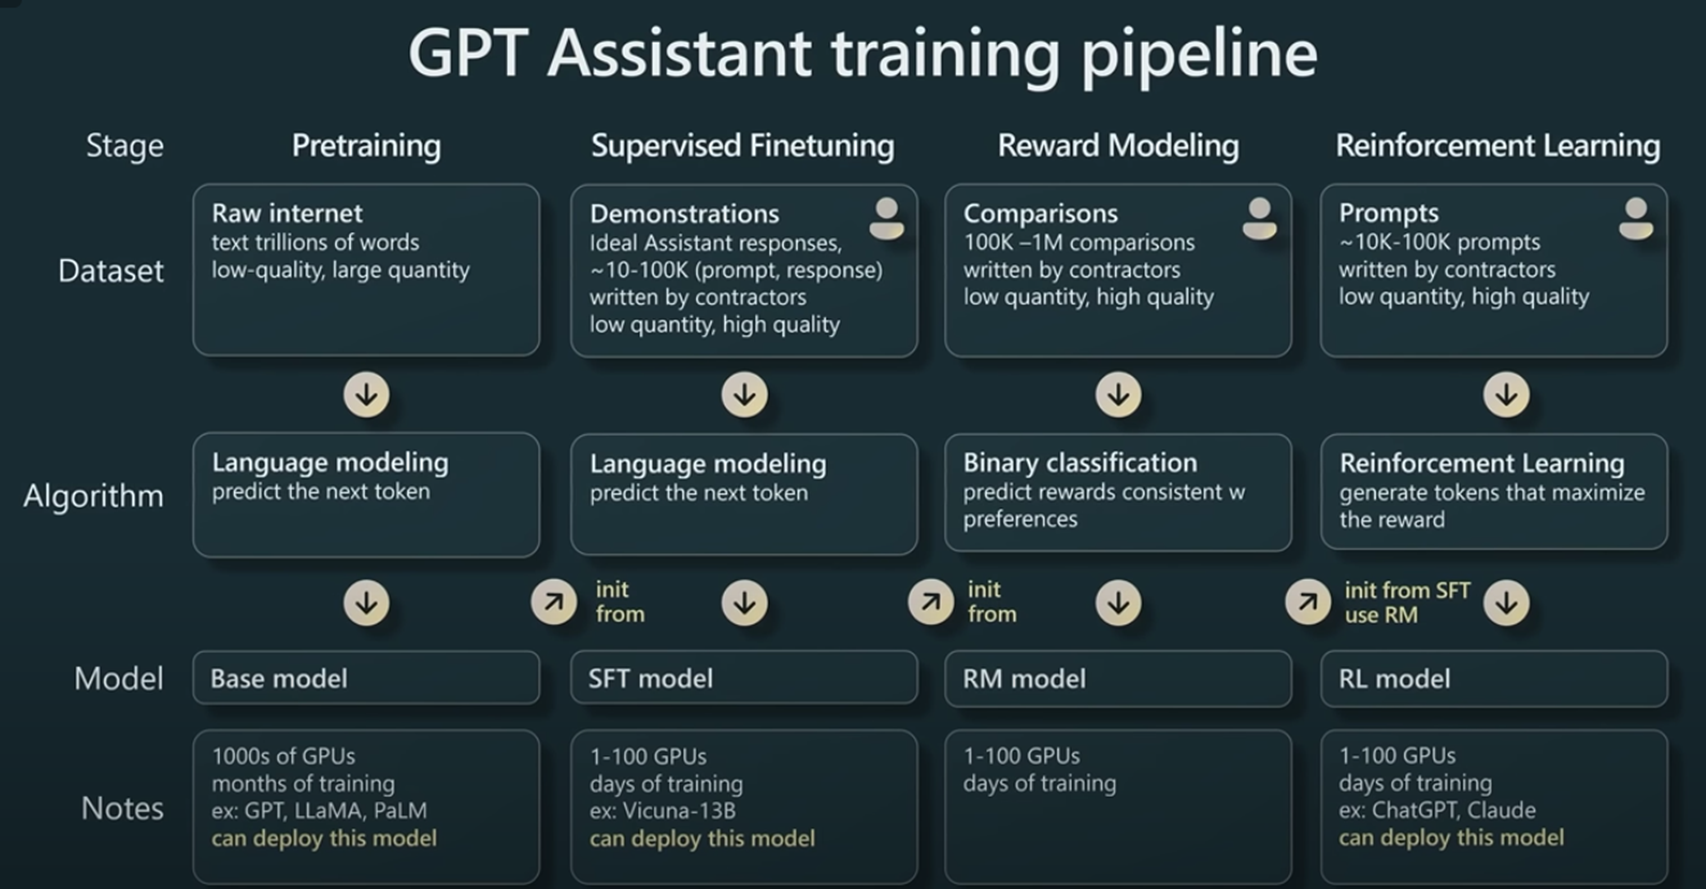 GPT Assistant training pipeline
Stage
Pretraining
Supervised Finetuning
Reward Modeling
Reinforcement Learning
Dataset
Raw internet
text trillions of words
low-quality, large quantity
Demonstrations
Ideal Assistant responses,
~10-100K (prompt, response)
written by contractors
low quantity, high quality
Comparisons
100K –1M comparisons
written by contractors
low quantity, high quality
Prompts
~10K-100K prompts
written by contractors
low quantity, high quality
Algorithm
Language modeling
predict the next token
Language modeling
predict the next token
Binary classification
predict rewards consistent w
preferences
Reinforcement Learning
generate tokens that maximize
the reward
init
from
init
from
init from SFT
use RM
Model
Base model
SFT model
RM model
RL model
Notes
1000s of GPUs
months of training
ex: GPT, LLaMA, PaLM
can deploy this model
1-100 GPUs
days of training
ex: Vicuna-13B
can deploy this model
1-100 GPUs
days of training
1-100 GPUs
days of training
ex: ChatGPT, Claude
can deploy this model